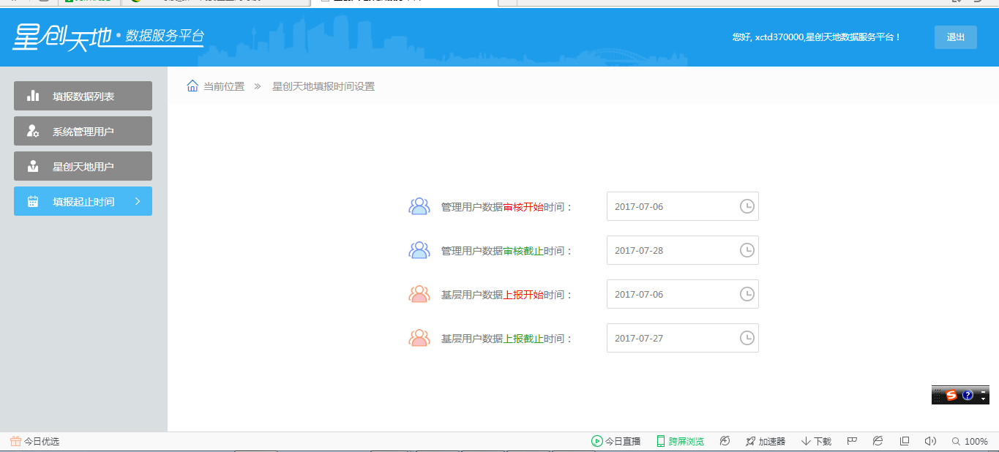 星创天地·数据服务平台
您好, xctd370000,星创天地数据服务平台！
退出
填报数据列表
系统管理用户
星创天地用户
填报起止时间
当前位置 » 星创天地填报时间设置
管理用户数据审核开始时间： 2017-07-06
管理用户数据审核截止时间： 2017-07-28
基层用户数据上报开始时间： 2017-07-06
基层用户数据上报截止时间： 2017-07-27
今日优选
今日直播
跨屏浏览
加速器
下载
100%